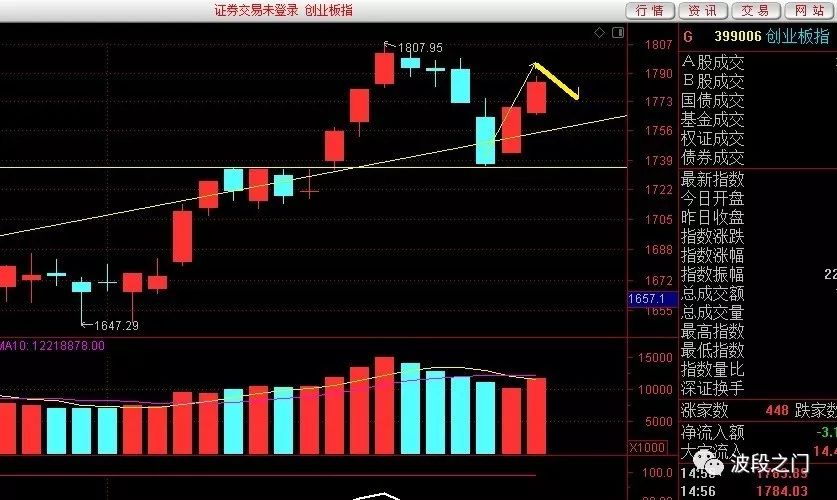 证券交易未登录 创业板指
行情 资讯 交易 网站
G 399006 创业板指
1807.95
1647.29
1807
1790
1773
1756
1739
1722
1705
1688
1672
1657.1
1655
MA10: 12218878.00
15000
10000
5000
X1000
100.0
A股成交
B股成交
国债成交
基金成交
权证成交
债券成交
最新指数
今日开盘
昨日收盘
指数涨跌
指数涨幅
指数振幅 22
总成交额
总成交量
最高指数
最低指数
指数量比
深证换手
涨家数 448 跌家数
净流入额 -3.1
14.4
波段之门
14:56 1784.03